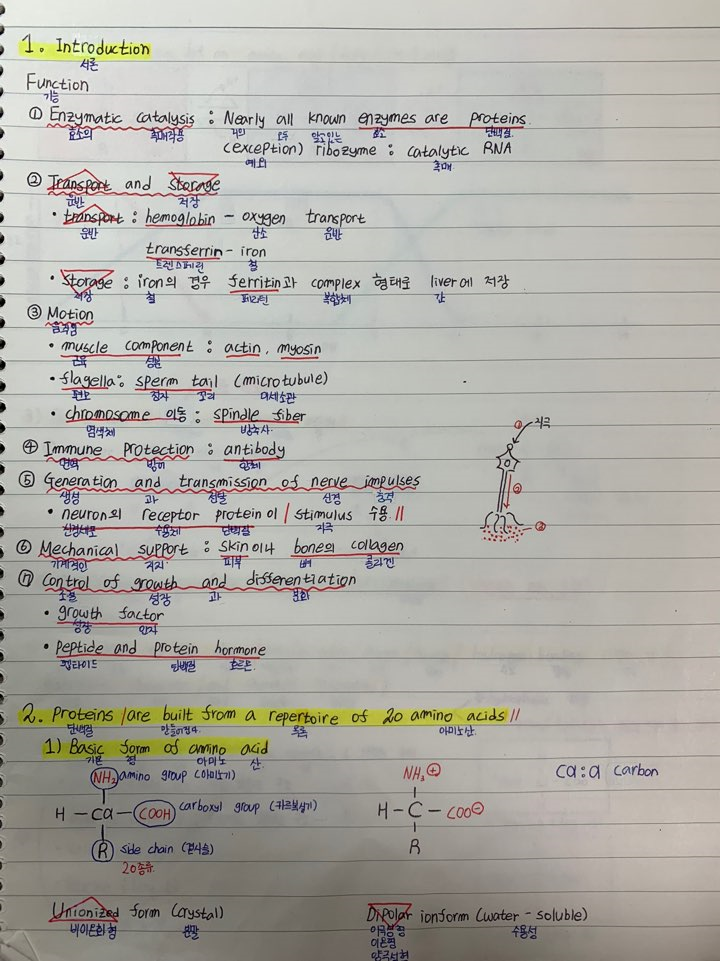 1. Introduction
서론
Function
기능
① Enzymatic catalysis : Nearly all known enzymes are proteins.
효소의 촉매작용 거의 모두 알고있는 효소 단백질
(exception) ribozyme : catalytic RNA
예외 촉매
② Transport and Storage
운반 저장
• transport : hemoglobin - oxygen transport
운반 산소 운반
transferrin - iron
트랜스페린 철
• Storage : iron의 경우 ferritin과 complex 형태로 liver에 저장
저장 철 페리틴 복합체 간
③ Motion
움직임
• muscle component : actin, myosin
근육 성분
• flagella : sperm tail (microtubule)
편모 정자 꼬리 미세소관
• chromosome 이동 : spindle fiber
염색체 방추사
① 자극
④ Immune Protection : antibody
면역 방어 항체
⑤ Generation and transmission of nerve impulses
생성 과 전달 신경 충격
②
• neuron의 receptor protein이 / stimulus 수용 //
신경세포 수용체 단백질 자극
③
⑥ Mechanical support : skin이나 bone의 collagen
기계적인 지지 피부 뼈 콜라겐
⑦ Control of growth and differentiation
조절 성장 과 분화
• growth factor
성장 인자
• peptide and protein hormone
펩타이드 단백질 호르몬
2. Proteins / are built from a repertoire of 20 amino acids //
단백질 만들어졌다. 목록 아미노산.
1) Basic form of amino acid
기본 형 아미노 산
NH₂ amino group (아미노기)
H - Cα - COOH carboxyl group (카르복실기)
R side chain (곁사슬)
20종류.
NH₃⊕
H - C - COO⊖
R
Cα : α carbon
Unionized form (crystal)
비이온화형 분말
Dipolar ionform (water - soluble)
이극성형 수용성
이온형
양극성형